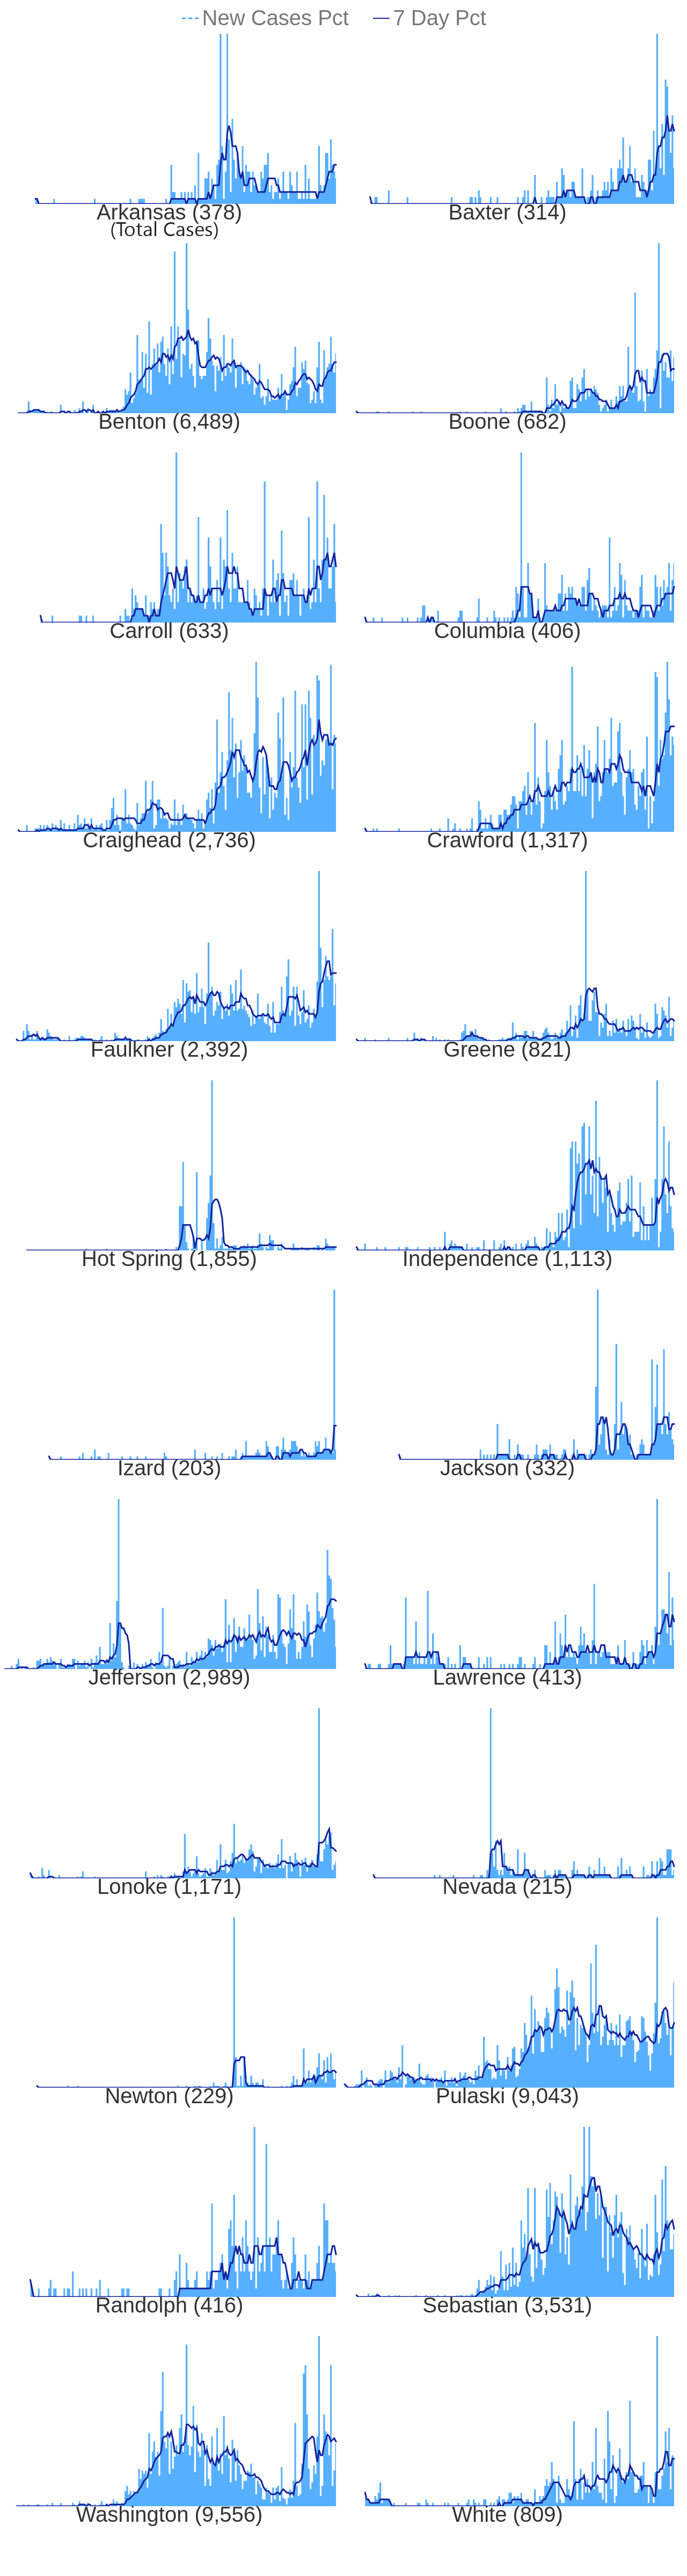 New Cases Pct 7 Day Pct
Arkansas (378) Baxter (314)
(Total Cases)
Benton (6,489) Boone (682)
Carroll (633) Columbia (406)
Craighead (2,736) Crawford (1,317)
Faulkner (2,392) Greene (821)
Hot Spring (1,855) Independence (1,113)
Izard (203) Jackson (332)
Jefferson (2,989) Lawrence (413)
Lonoke (1,171) Nevada (215)
Newton (229) Pulaski (9,043)
Randolph (416) Sebastian (3,531)
Washington (9,556) White (809)